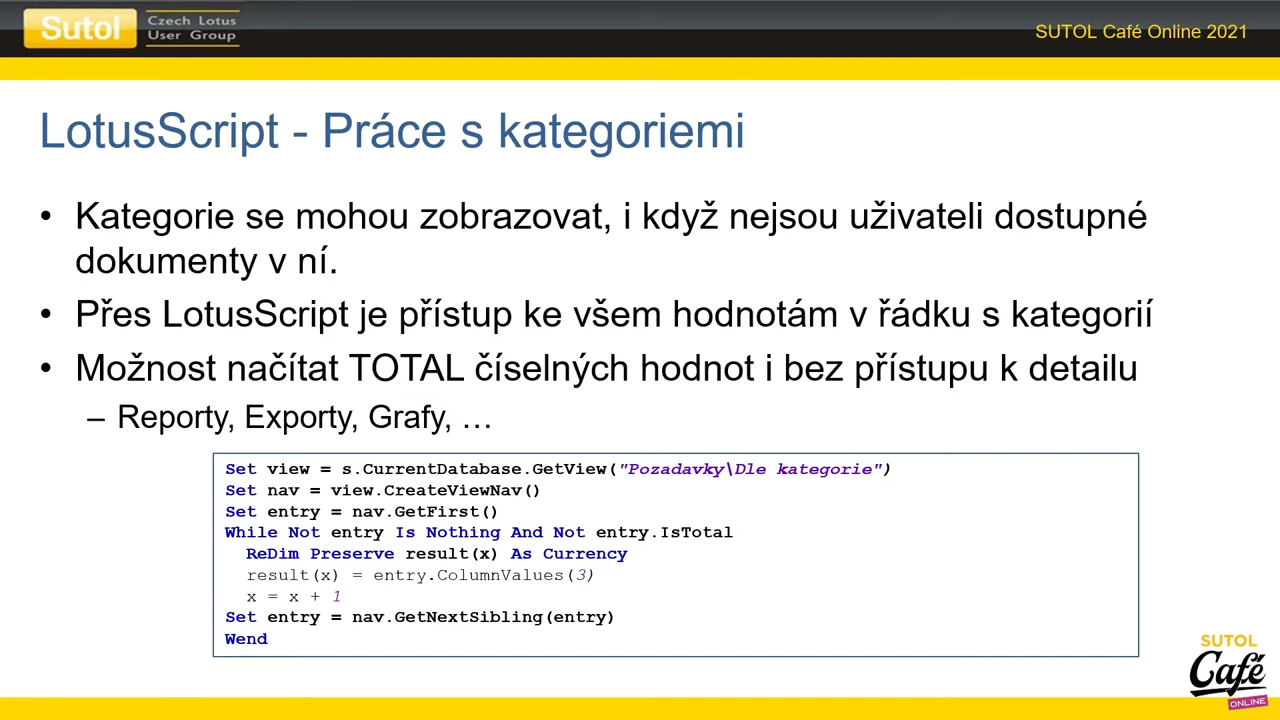 Sutol
Czech Lotus
User Group
SUTOL Café Online 2021
LotusScript - Práce s kategoriemi
• Kategorie se mohou zobrazovat, i když nejsou uživateli dostupné
dokumenty v ní.
• Přes LotusScript je přístup ke všem hodnotám v řádku s kategorií
• Možnost načítat TOTAL číselných hodnot i bez přístupu k detailu
– Reporty, Exporty, Grafy, …
Set view = s.CurrentDatabase.GetView("Pozadavky\Dle kategorie")
Set nav = view.CreateViewNav()
Set entry = nav.GetFirst()
While Not entry Is Nothing And Not entry.IsTotal
ReDim Preserve result(x) As Currency
result(x) = entry.ColumnValues(3)
x = x + 1
Set entry = nav.GetNextSibling(entry)
Wend
SUTOL
Café
ONLINE